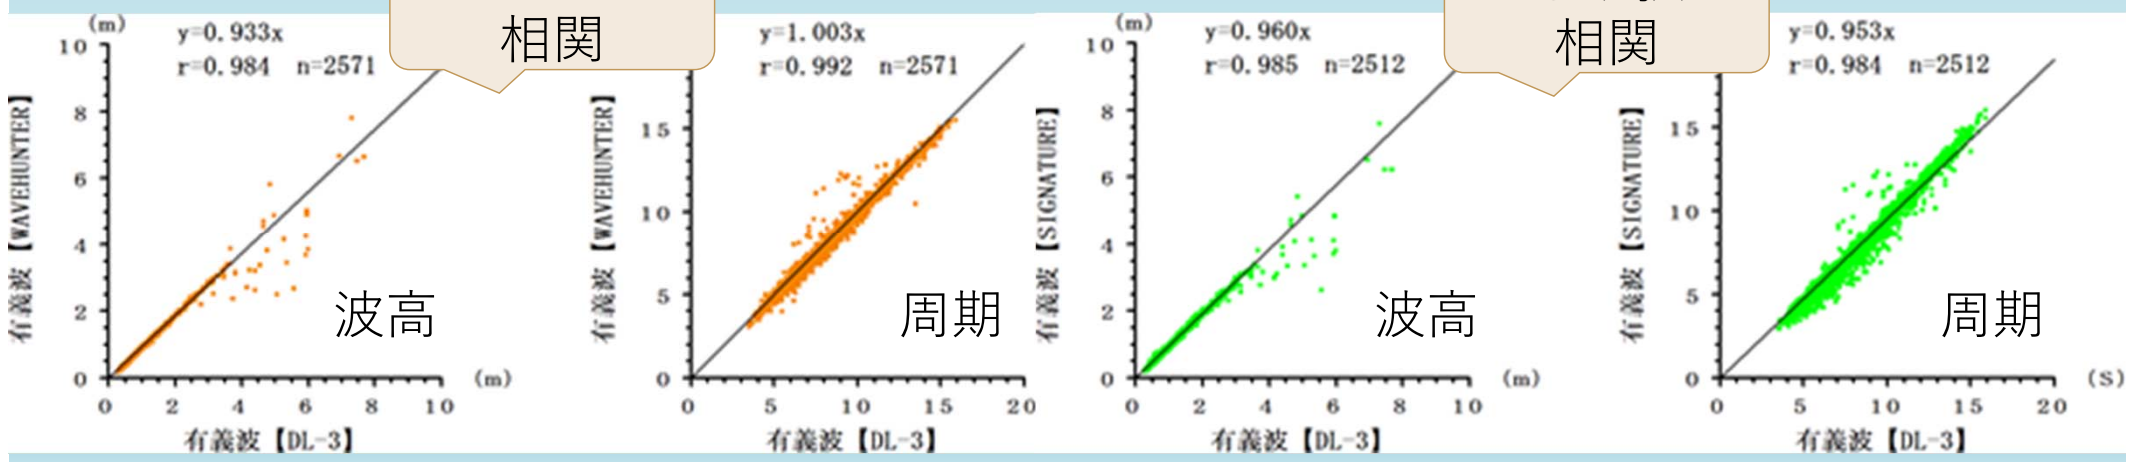 相関
相関
(m)
y=0.933x
r=0.984 n=2571
10
8
6
4
2
0
0 2 4 6 8 10
(m)
有義波【WAVEHUNTER】
有義波【DL-3】
波高
y=1.003x
r=0.992 n=2571
15
10
5
0
0 5 10 15 20
有義波【WAVEHUNTER】
有義波【DL-3】
周期
(m)
y=0.960x
r=0.985 n=2512
10
8
6
4
2
0
0 2 4 6 8 10
(m)
有義波【SIGNATURE】
有義波【DL-3】
波高
y=0.953x
r=0.984 n=2512
15
10
5
0
0 5 10 15 20
(S)
有義波【SIGNATURE】
有義波【DL-3】
周期